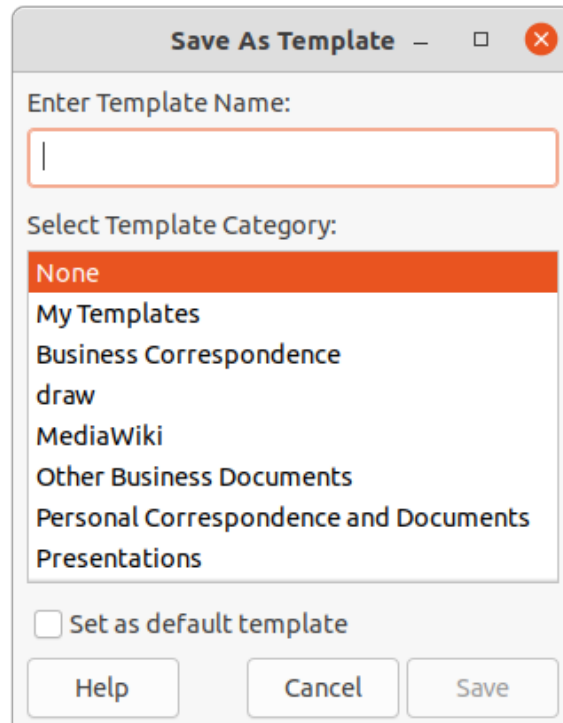 Save As Template
Enter Template Name:
Select Template Category:
None
My Templates
Business Correspondence
draw
MediaWiki
Other Business Documents
Personal Correspondence and Documents
Presentations
Set as default template
Help Cancel Save